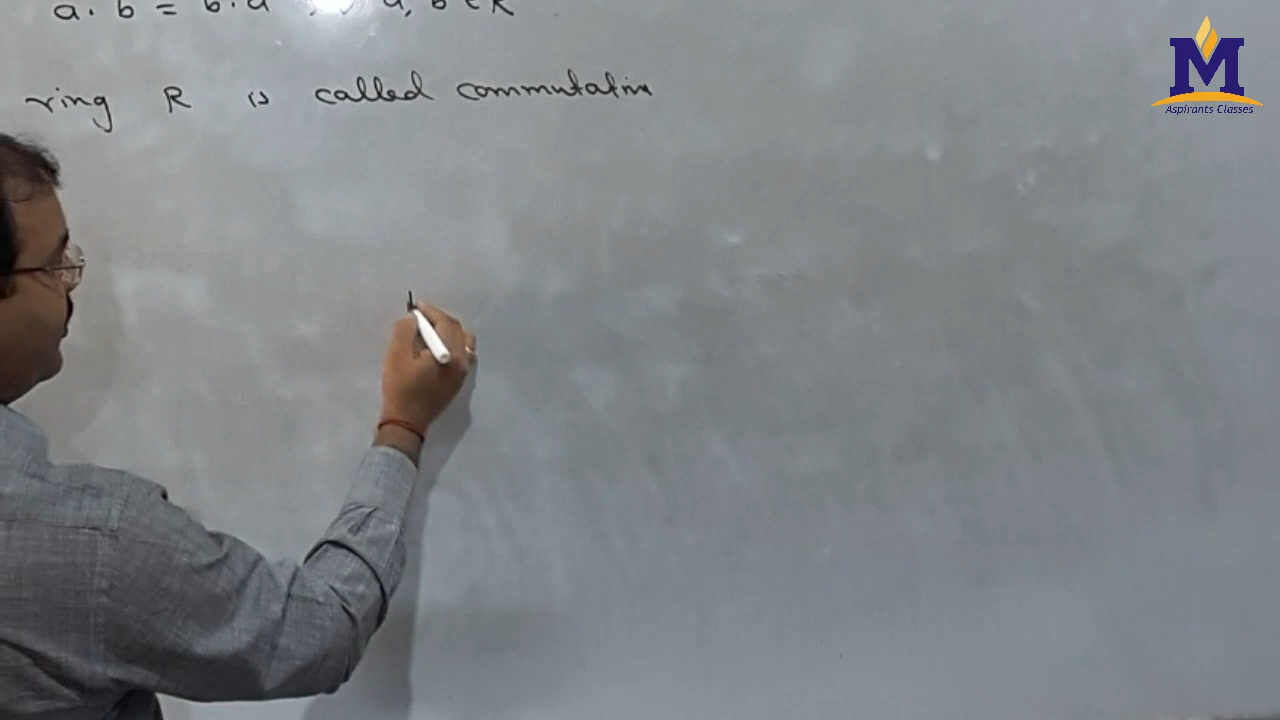 a . b = b . a , ∀ a, b ∈ R
ring R is called commutative
M
Aspirants Classes